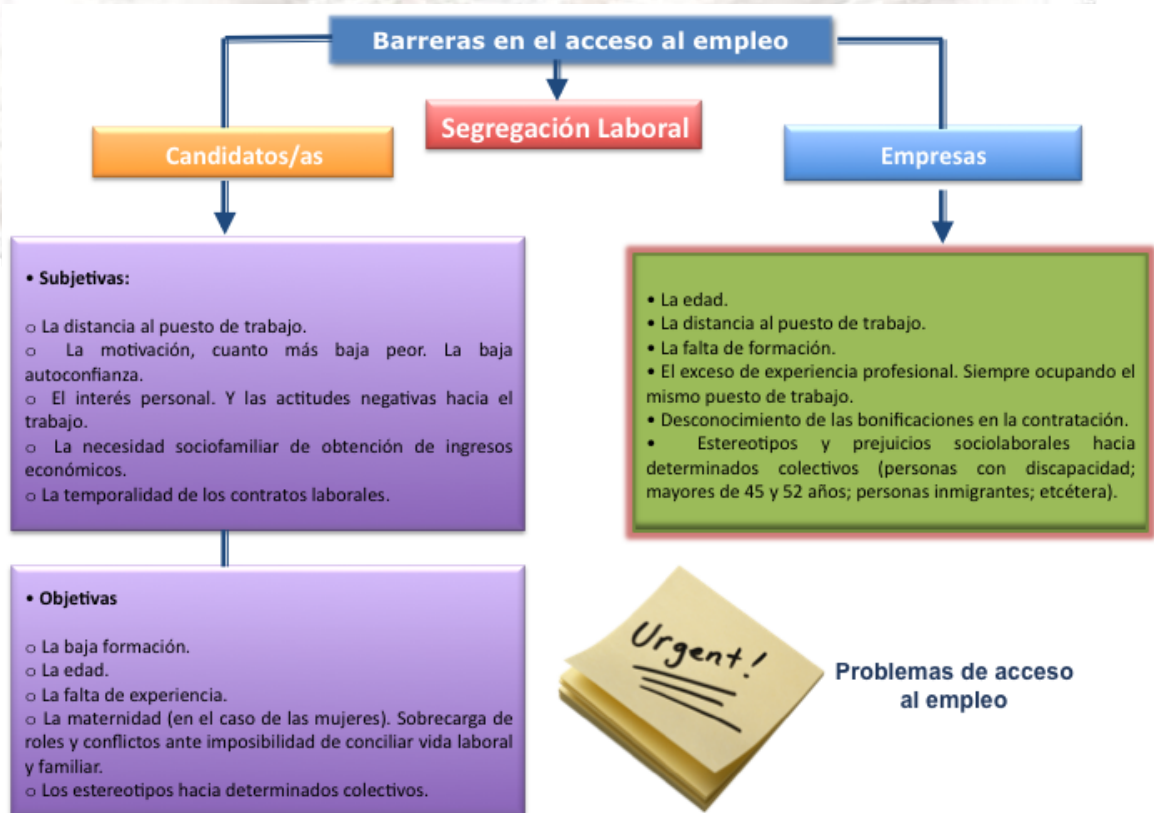 Barreras en el acceso al empleo
Segregación Laboral
Candidatos/as
Empresas
• Subjetivas:
o La distancia al puesto de trabajo.
o La motivación, cuanto más baja peor. La baja
autoconfianza.
o El interés personal. Y las actitudes negativas hacia el
trabajo.
o La necesidad sociofamiliar de obtención de ingresos
económicos.
o La temporalidad de los contratos laborales.
• Objetivas
o La baja formación.
o La edad.
o La falta de experiencia.
o La maternidad (en el caso de las mujeres). Sobrecarga de
roles y conflictos ante imposibilidad de conciliar vida laboral
y familiar.
o Los estereotipos hacia determinados colectivos.
• La edad.
• La distancia al puesto de trabajo.
• La falta de formación.
• El exceso de experiencia profesional. Siempre ocupando el
mismo puesto de trabajo.
• Desconocimiento de las bonificaciones en la contratación.
• Estereotipos y prejuicios sociolaborales hacia
determinados colectivos (personas con discapacidad;
mayores de 45 y 52 años; personas inmigrantes; etcétera).
Urgent!
Problemas de acceso
al empleo